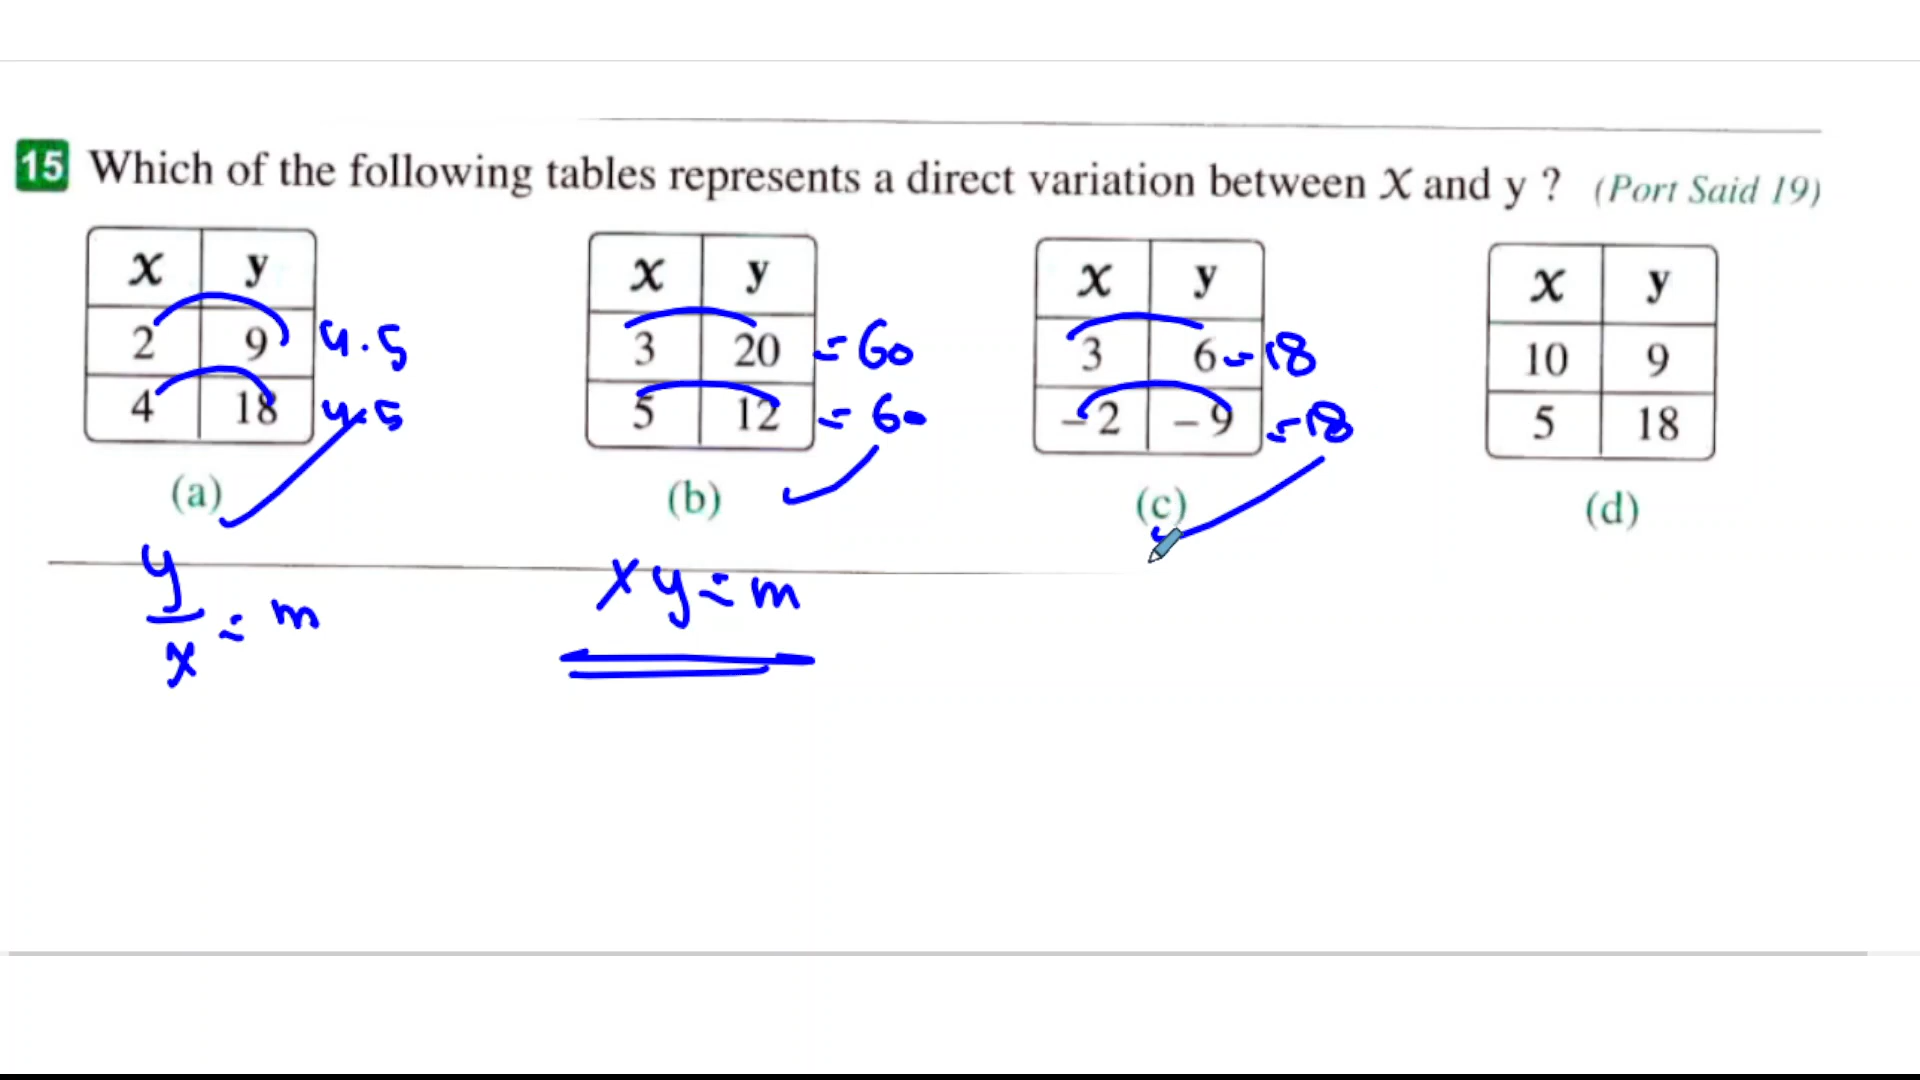 15 Which of the following tables represents a direct variation between x and y ? (Port Said 19)
x y
2 9 4.5
4 18 4.5
(a)
x y
3 20 = 60
5 12 = 60
(b)
x y
3 6 = 18
-2 -9 = 18
(c)
x y
10 9
5 18
(d)
y/x = m
xy = m